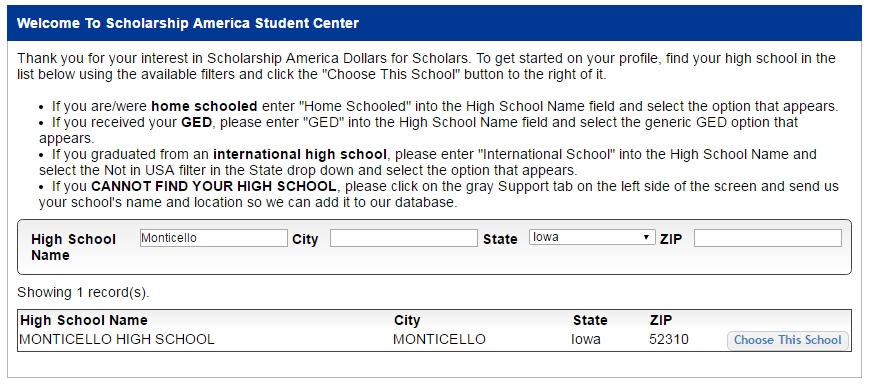 Welcome To Scholarship America Student Center
Thank you for your interest in Scholarship America Dollars for Scholars. To get started on your profile, find your high school in the
list below using the available filters and click the "Choose This School" button to the right of it.
• If you are/were home schooled enter "Home Schooled" into the High School Name field and select the option that appears.
• If you received your GED, please enter "GED" into the High School Name field and select the generic GED option that
appears.
• If you graduated from an international high school, please enter "International School" into the High School Name and
select the Not in USA filter in the State drop down and select the option that appears.
• If you CANNOT FIND YOUR HIGH SCHOOL, please click on the gray Support tab on the left side of the screen and send us
your school's name and location so we can add it to our database.
High School Name Monticello City State Iowa ZIP
Showing 1 record(s).
High School Name City State ZIP
MONTICELLO HIGH SCHOOL MONTICELLO Iowa 52310 Choose This School